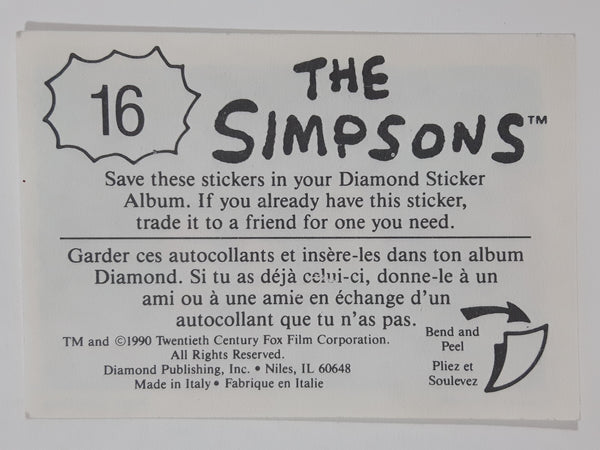 16
THE
SIMPSONS™
Save these stickers in your Diamond Sticker
Album. If you already have this sticker,
trade it to a friend for one you need.
Garder ces autocollants et insère-les dans ton album
Diamond. Si tu as déjà celui-ci, donne-le à un
ami ou à une amie en échange d'un
autocollant que tu n'as pas.
TM and ©1990 Twentieth Century Fox Film Corporation.
All Rights Reserved.
Diamond Publishing, Inc. • Niles, IL 60648
Made in Italy • Fabrique en Italie
Bend and
Peel
Pliez et
Soulevez